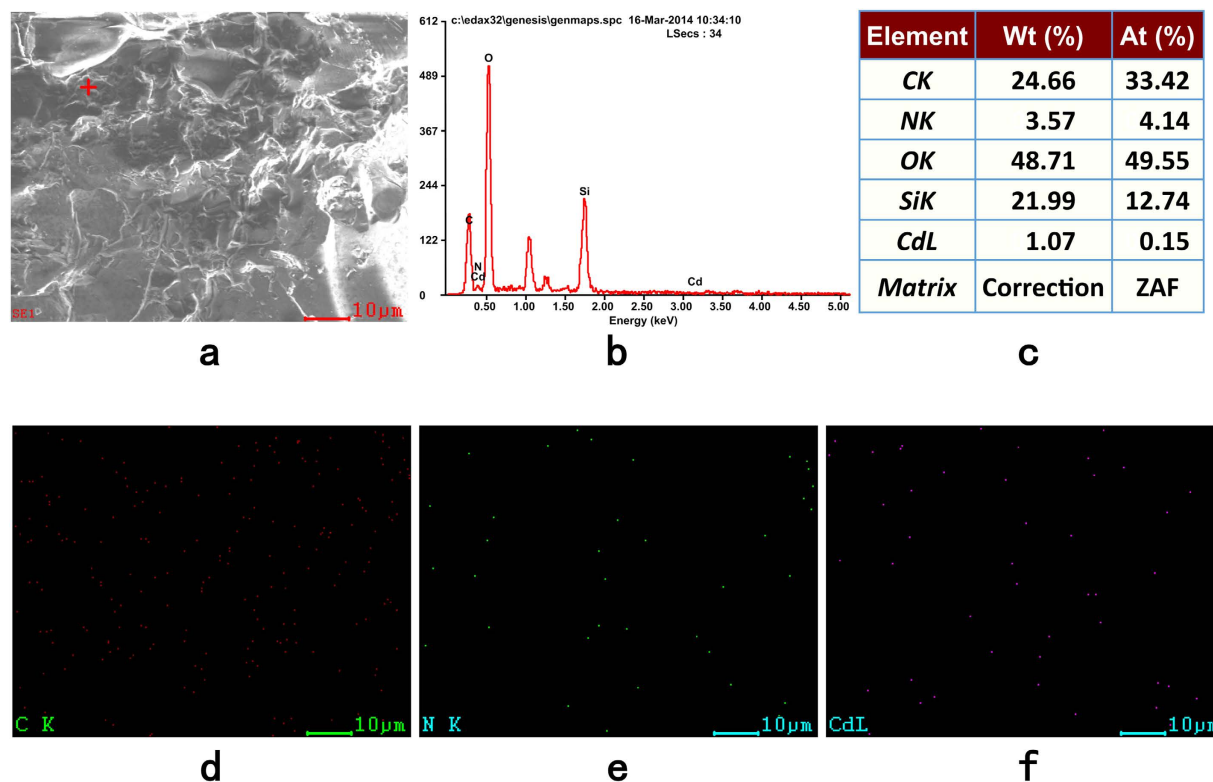 c:\edax32\genesis\genmaps.spc 16-Mar-2014 10:34:10
LSecs : 34
612
489
367
244
122
0
O
Si
C
N
Cd
Cd
0.50 1.00 1.50 2.00 2.50 3.00 3.50 4.00 4.50 5.00
Energy (keV)
SE1
10μm
Element Wt (%) At (%)
CK 24.66 33.42
NK 3.57 4.14
OK 48.71 49.55
SiK 21.99 12.74
CdL 1.07 0.15
Matrix Correction ZAF
a
b
c
C K 10μm
N K 10μm
CdL 10μm
d
e
f